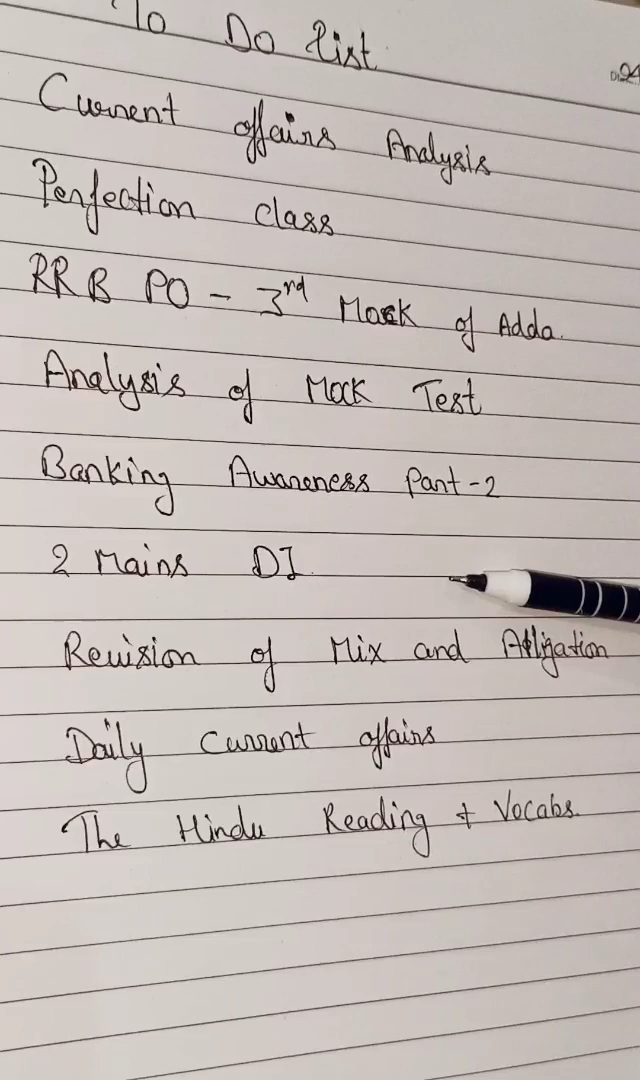 To Do List
Current affairs Analysis
Perfection class
RRB PO - 3rd Mock of Adda.
Analysis of Mock Test
Banking Awareness Part-2
2 Mains DI
Revision of Mix and Alligation
Daily Current affairs
The Hindu Reading + Vocabs.